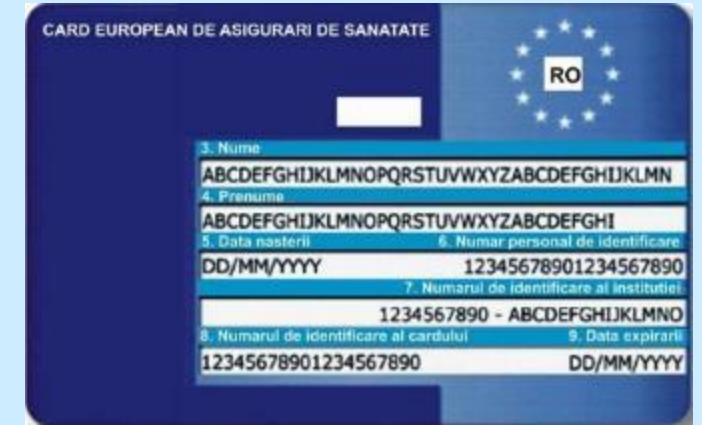 CARD EUROPEAN DE ASIGURARI DE SANATATE
RO
3. Nume
ABCDEFGHIJKLMNOPQRSTUVWXYZABCDEFGHIJKLMN
4. Prenume
ABCDEFGHIJKLMNOPQRSTUVWXYZABCDEFGHI
5. Data nasterii 6. Numar personal de identificare
DD/MM/YYYY 12345678901234567890
7. Numarul de identificare al institutiei
1234567890 - ABCDEFGHIJKLMNO
8. Numarul de identificare al cardului 9. Data expirarii
12345678901234567890 DD/MM/YYYY